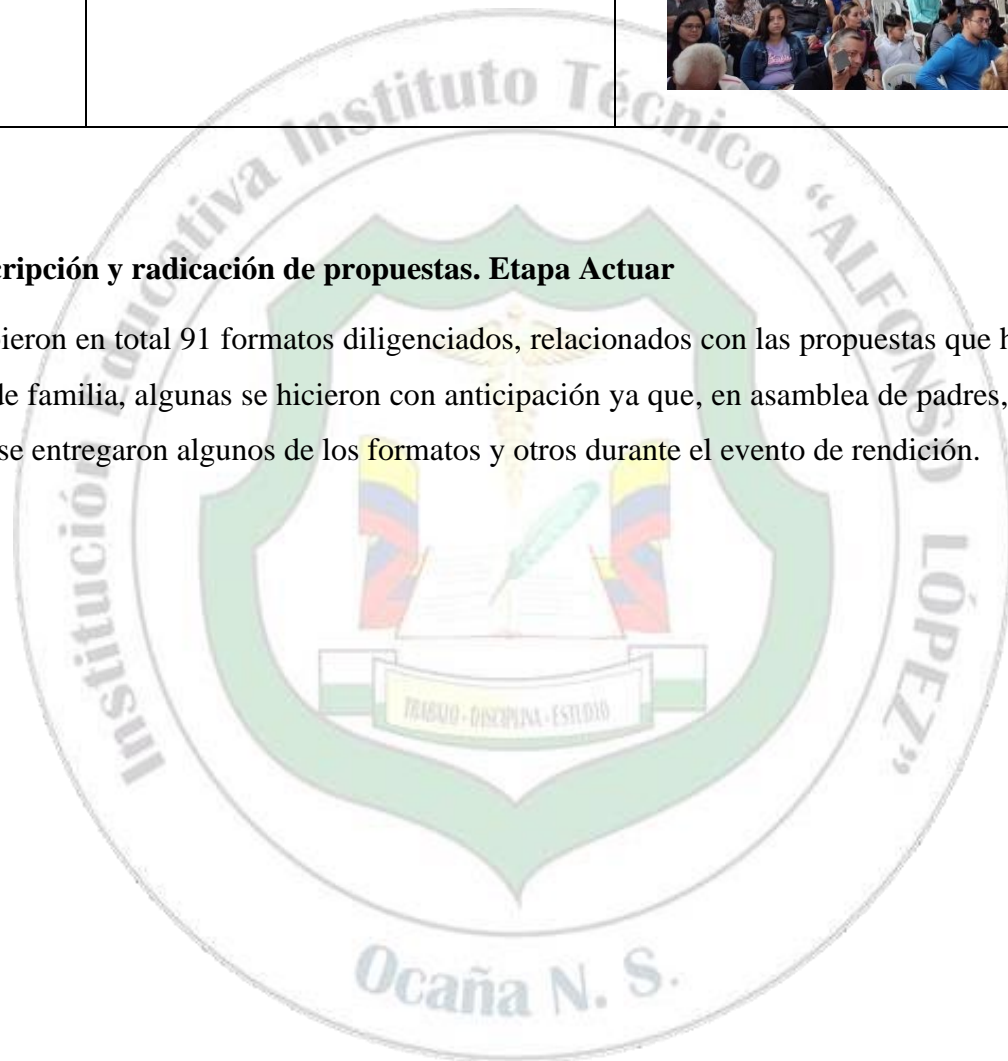 cripción y radicación de propuestas. Etapa Actuar
bieron en total 91 formatos diligenciados, relacionados con las propuestas que h
de familia, algunas se hicieron con anticipación ya que, en asamblea de padres,
se entregaron algunos de los formatos y otros durante el evento de rendición.
Institución Educativa Instituto Técnico “ALFONSO LÓPEZ”
TRABAJO - DISCIPLINA - ESTUDIO
Ocaña N. S.